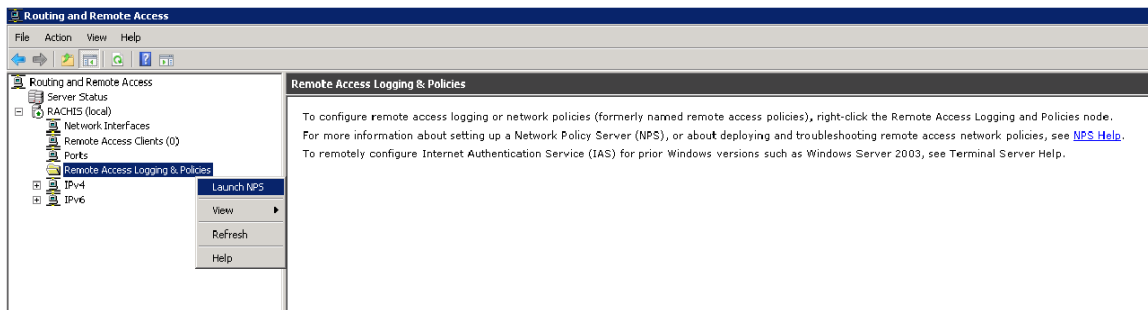 Routing and Remote Access
File Action View Help
Routing and Remote Access
Server Status
RACHIS (local)
Network Interfaces
Remote Access Clients (0)
Ports
Remote Access Logging & Policies
IPv4
IPv6
Launch NPS
View
Refresh
Help
Remote Access Logging & Policies
To configure remote access logging or network policies (formerly named remote access policies), right-click the Remote Access Logging and Policies node.
For more information about setting up a Network Policy Server (NPS), or about deploying and troubleshooting remote access network policies, see NPS Help.
To remotely configure Internet Authentication Service (IAS) for prior Windows versions such as Windows Server 2003, see Terminal Server Help.